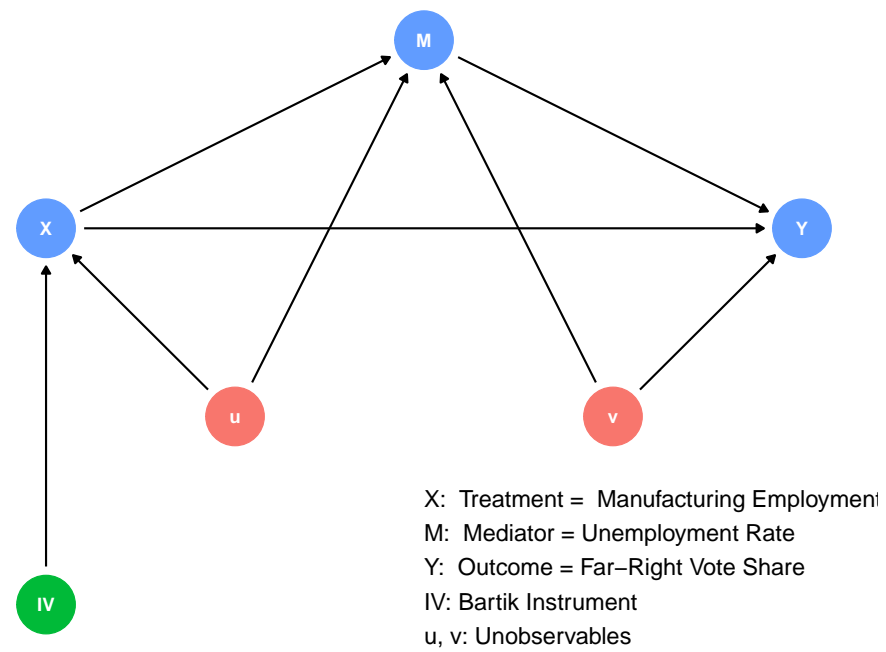 M
X
Y
u
v
IV
X:  Treatment =  Manufacturing Employment
M:  Mediator = Unemployment Rate
Y:  Outcome = Far−Right Vote Share
IV: Bartik Instrument
u, v: Unobservables